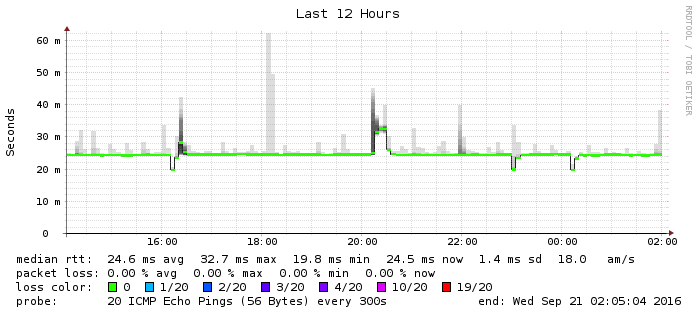 Last 12 Hours
RRDTOOL / TOBI OETIKER
Seconds
60 m
50 m
40 m
30 m
20 m
10 m
0
16:00 18:00 20:00 22:00 00:00 02:00
median rtt: 24.6 ms avg 32.7 ms max 19.8 ms min 24.5 ms now 1.4 ms sd 18.0 am/s
packet loss: 0.00 % avg 0.00 % max 0.00 % min 0.00 % now
loss color: 0 1/20 2/20 3/20 4/20 10/20 19/20
probe: 20 ICMP Echo Pings (56 Bytes) every 300s end: Wed Sep 21 02:05:04 2016